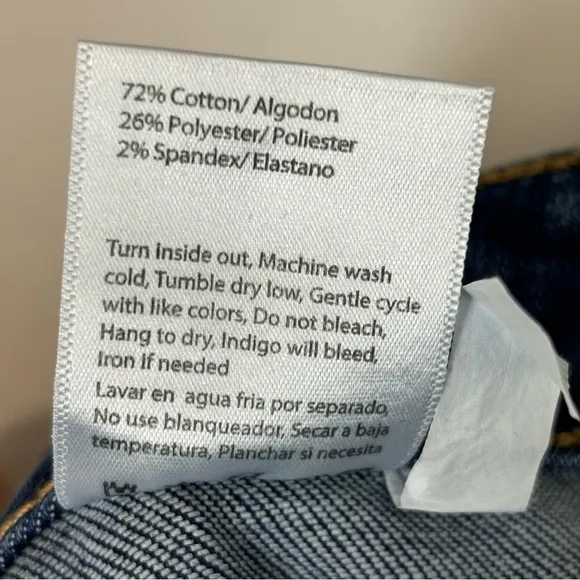 72% Cotton/Algodon
26% Polyester/Poliester
2% Spandex/Elastano
Turn inside out, Machine wash
cold, Tumble dry low, Gentle cycle
with like colors, Do not bleach,
Hang to dry, Indigo will bleed,
Iron If needed
Lavar en agua fria por separado,
No use blanqueador, Secar a baja
temperatura, Planchar si necesita